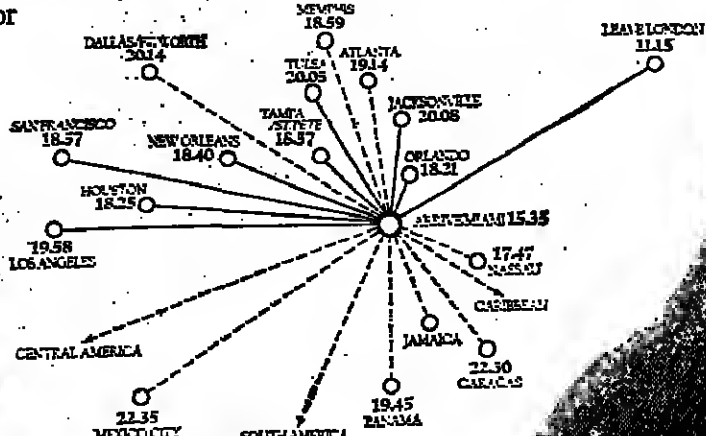 or
MEMPHIS
18.59
LEAVE LONDON
11.15
DALLAS/FT. WORTH
20.14
ATLANTA
19.14
TULSA
20.05
JACKSONVILLE
20.08
TAMPA
/ST. PETE
18.37
SAN FRANCISCO
18.57
NEW ORLEANS
18.40
ORLANDO
18.21
HOUSTON
18.25
ARRIVE MIAMI 15.35
19.58
LOS ANGELES
17.47
NASSAU
CARIBBEAN
JAMAICA
CENTRAL AMERICA
22.30
CARACAS
22.35
MEXICO CITY
19.45
PANAMA
SOUTH AMERICA